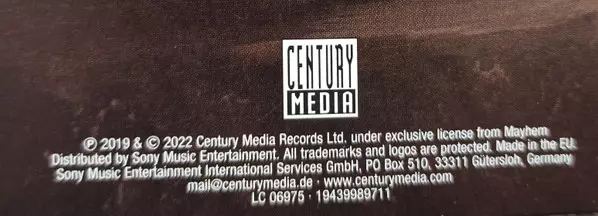 CENTURY
MEDIA
℗ 2019 & © 2022 Century Media Records Ltd. under exclusive license from Mayhem
Distributed by Sony Music Entertainment. All trademarks and logos are protected. Made in the EU.
Sony Music Entertainment International Services GmbH, PO Box 510, 33311 Gütersloh, Germany
mail@centurymedia.de · www.centurymedia.com
LC 06975 · 19439989711